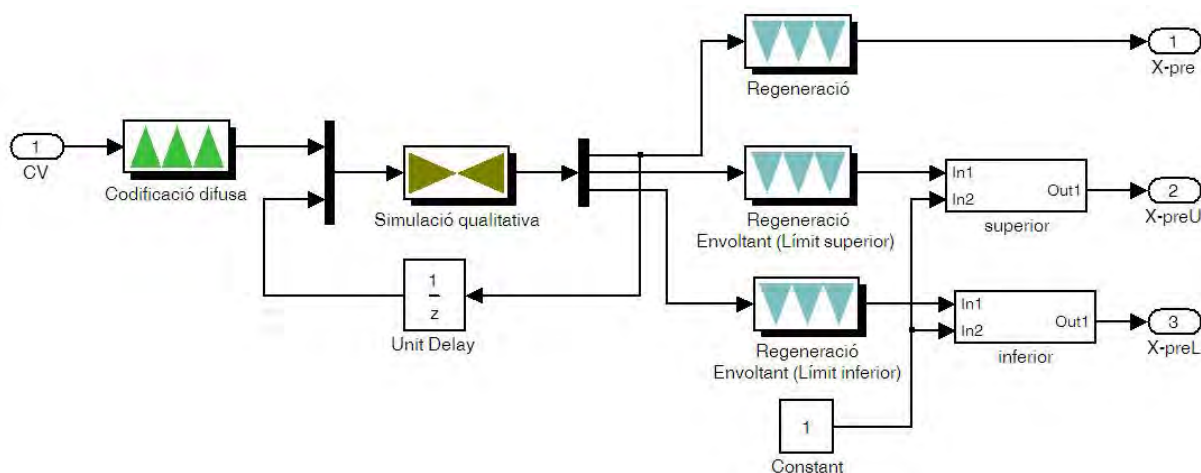 1
X-pre
Regeneració
1
CV
Codificació difusa
Simulació qualitativa
Regeneració
Envoltant (Límit superior)
In1
In2
Out1
superior
2
X-preU
1
z
Unit Delay
Regeneració
Envoltant (Límit inferior)
In1
In2
Out1
inferior
3
X-preL
1
Constant